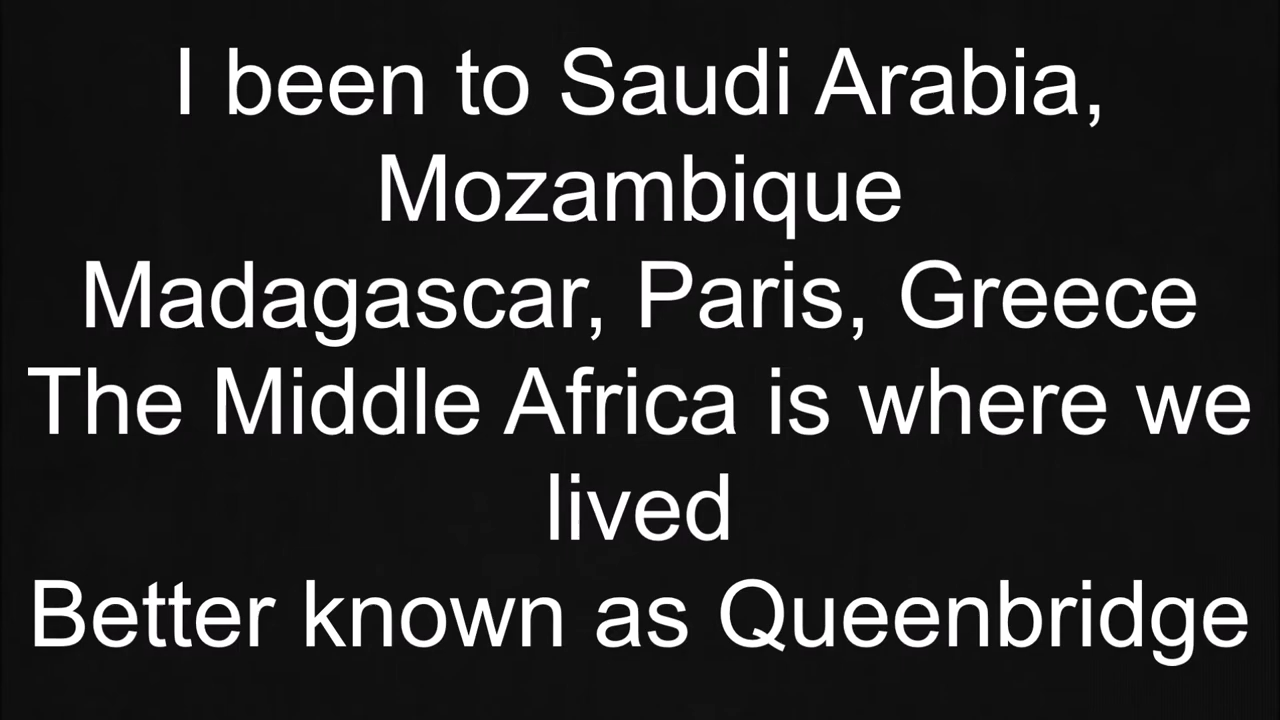 I been to Saudi Arabia,
Mozambique
Madagascar, Paris, Greece
The Middle Africa is where we
lived
Better known as Queenbridge